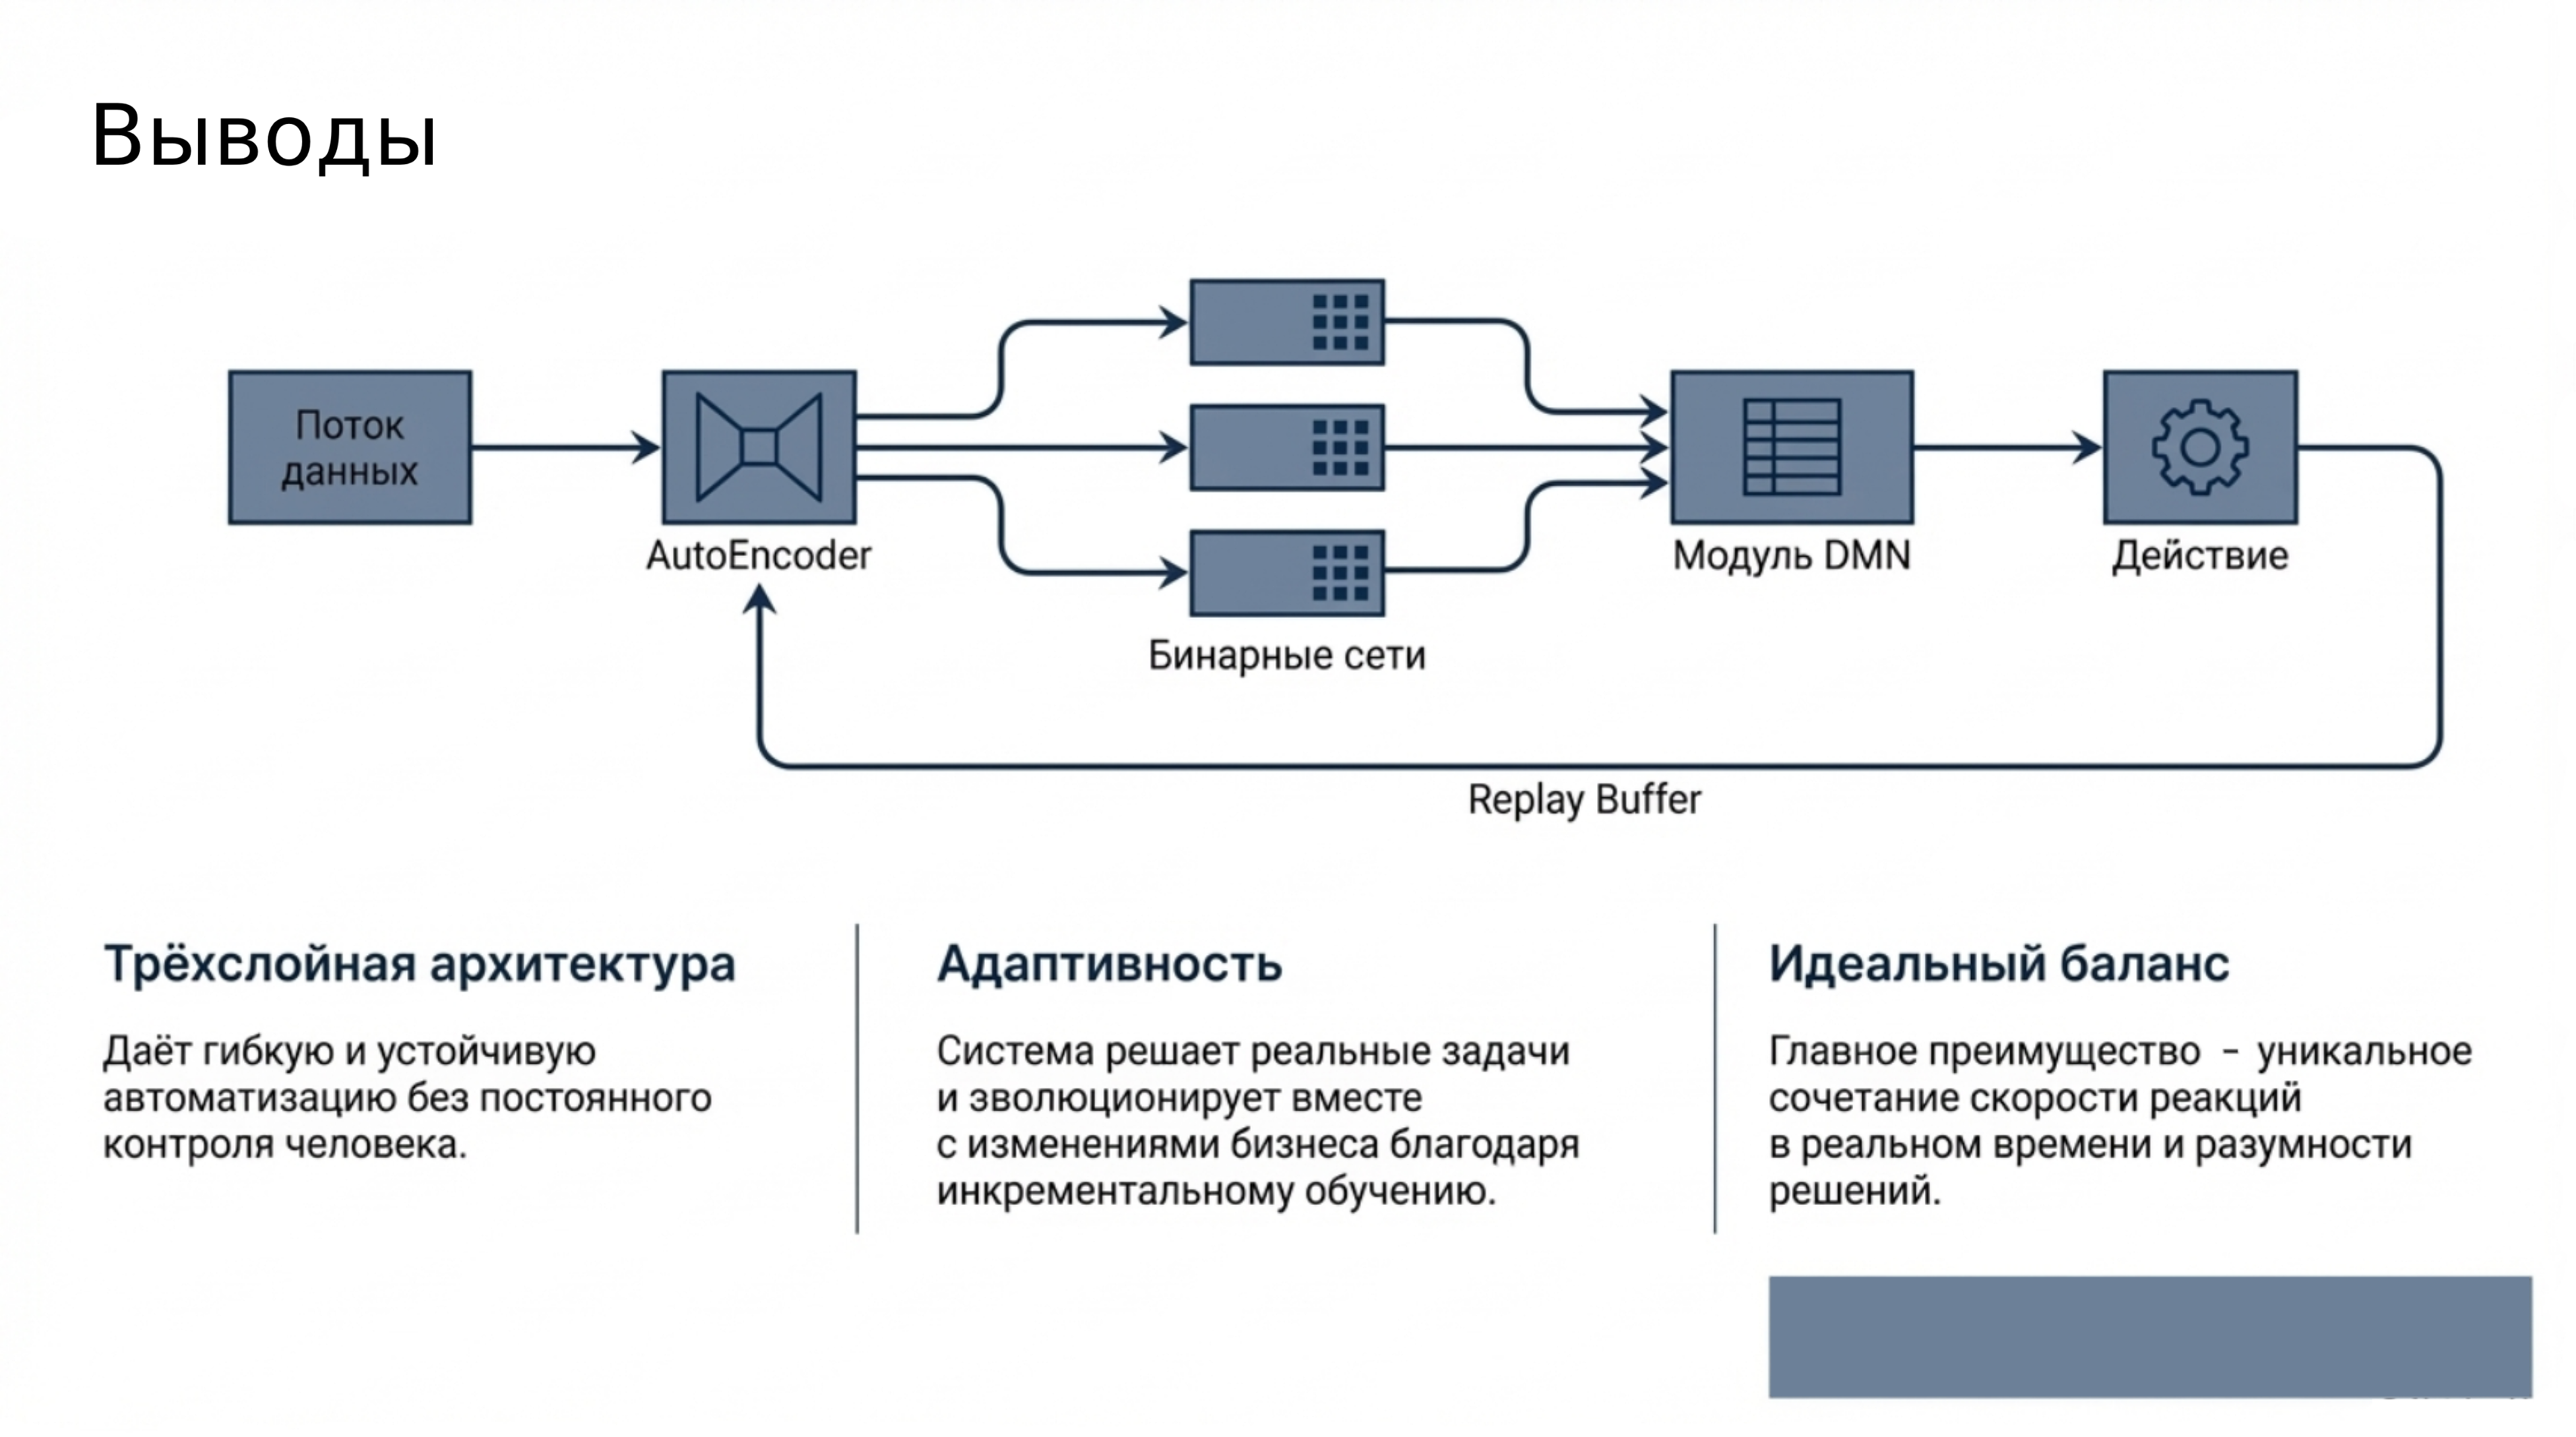 Выводы
Поток
данных
AutoEncoder
Бинарные сети
Модуль DMN
Действие
Replay Buffer
Трёхслойная архитектура
Даёт гибкую и устойчивую
автоматизацию без постоянного
контроля человека.
Адаптивность
Система решает реальные задачи
и зволюционирует вместе
с изменениями бизнеса благодаря
инкрементальному обучению.
Идеальный баланс
Главное преимущество – уникальное
сочетание скорости реакций
в реальном времени и разумности
решений.